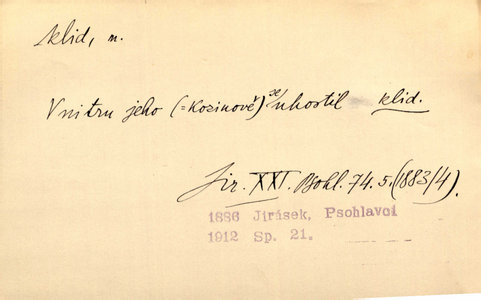 klid, n.
V nitru jeho (=Kozinově) se uhostil klid.
Jir. XXI. Psohl. 74. 5. (1883/4).
1886 Jirásek, Psohlavci
1912 Sp. 21.